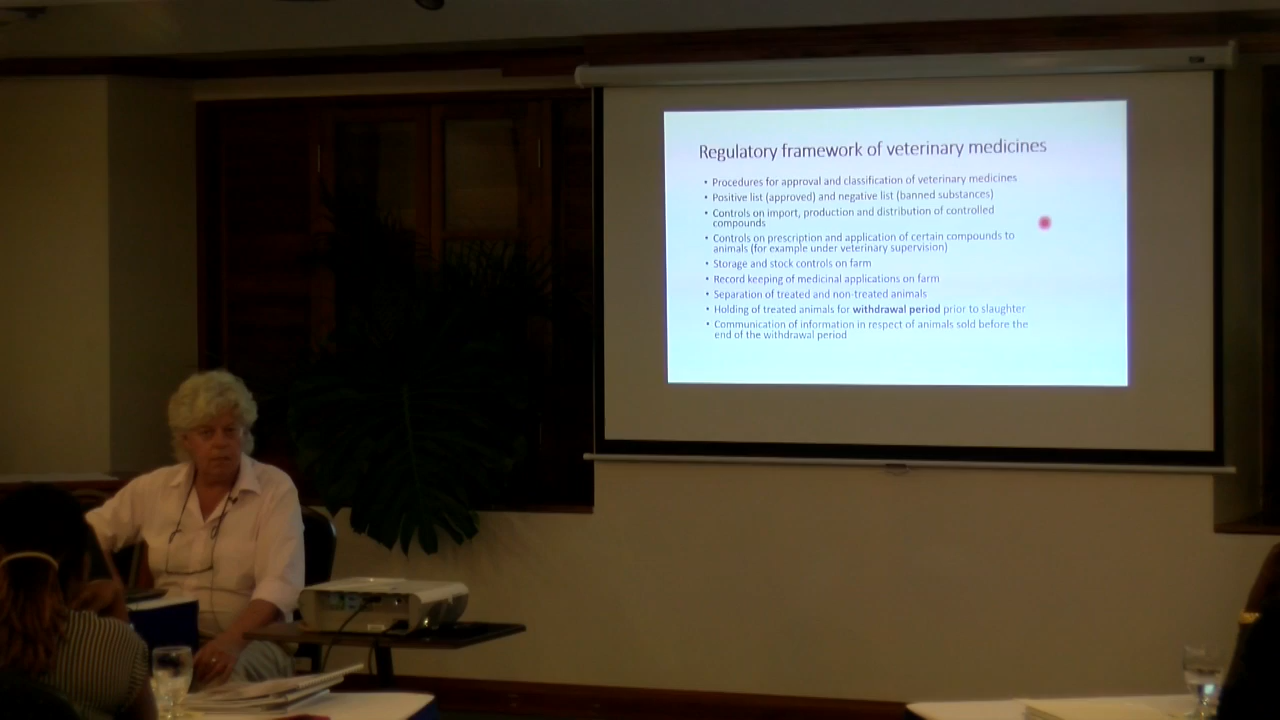 Regulatory framework of veterinary medicines
• Procedures for approval and classification of veterinary medicines
• Positive list (approved) and negative list (banned substances)
• Controls on import, production and distribution of controlled
compounds
• Controls on prescription and application of certain compounds to
animals (for example under veterinary supervision)
• Storage and stock controls on farm
• Record keeping of medicinal applications on farm
• Separation of treated and non-treated animals
• Holding of treated animals for withdrawal period prior to slaughter
• Communication of information in respect of animals sold before the
end of the withdrawal period